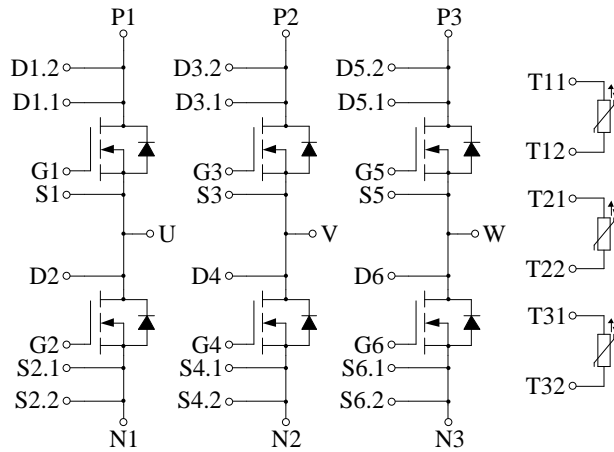 P1 P2 P3
D1.2 D3.2 D5.2
T11
D1.1 D3.1 D5.1
T12
G1 G3 G5
S1 S3 S5
T21
U V W
T22
D2 D4 D6
T31
G2 G4 G6
S2.1 S4.1 S6.1
T32
S2.2 S4.2 S6.2
N1 N2 N3